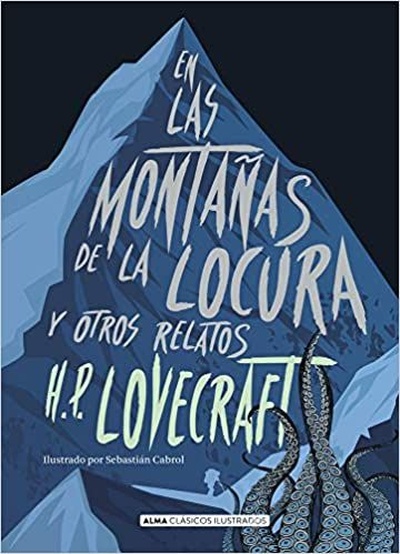 EN
LAS
MONTAÑAS
DE LA LOCURA
Y OTROS RELATOS
H.P. LOVECRAFT
Ilustrado por Sebastián Cabrol
ALMA CLÁSICOS ILUSTRADOS